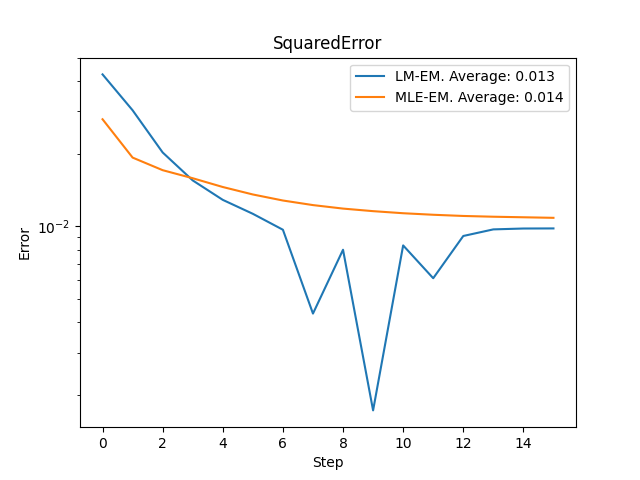 SquaredError
LM-EM. Average: 0.013
MLE-EM. Average: 0.014
Error
10⁻²
0 2 4 6 8 10 12 14
Step